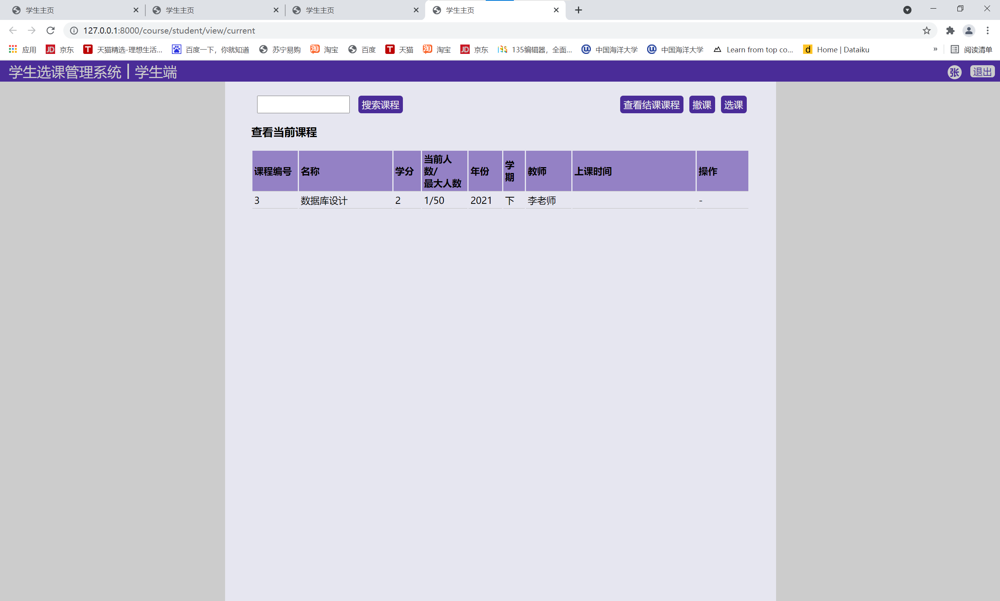 学生主页
学生主页
学生主页
学生主页
127.0.0.1:8000/course/student/view/current
应用 京东 天猫精选-理想生活... 百度一下，你就知道 苏宁易购 淘宝 百度 天猫 淘宝 京东 135编辑器，全面... 中国海洋大学 中国海洋大学 Learn from top co... Home | Dataiku » 阅读清单
学生选课管理系统 | 学生端
张 退出
搜索课程 查看结课课程 撤课 选课
查看当前课程
课程编号 名称 学分 当前人数/最大人数 年份 学期 教师 上课时间 操作
3 数据库设计 2 1/50 2021 下 李老师 -